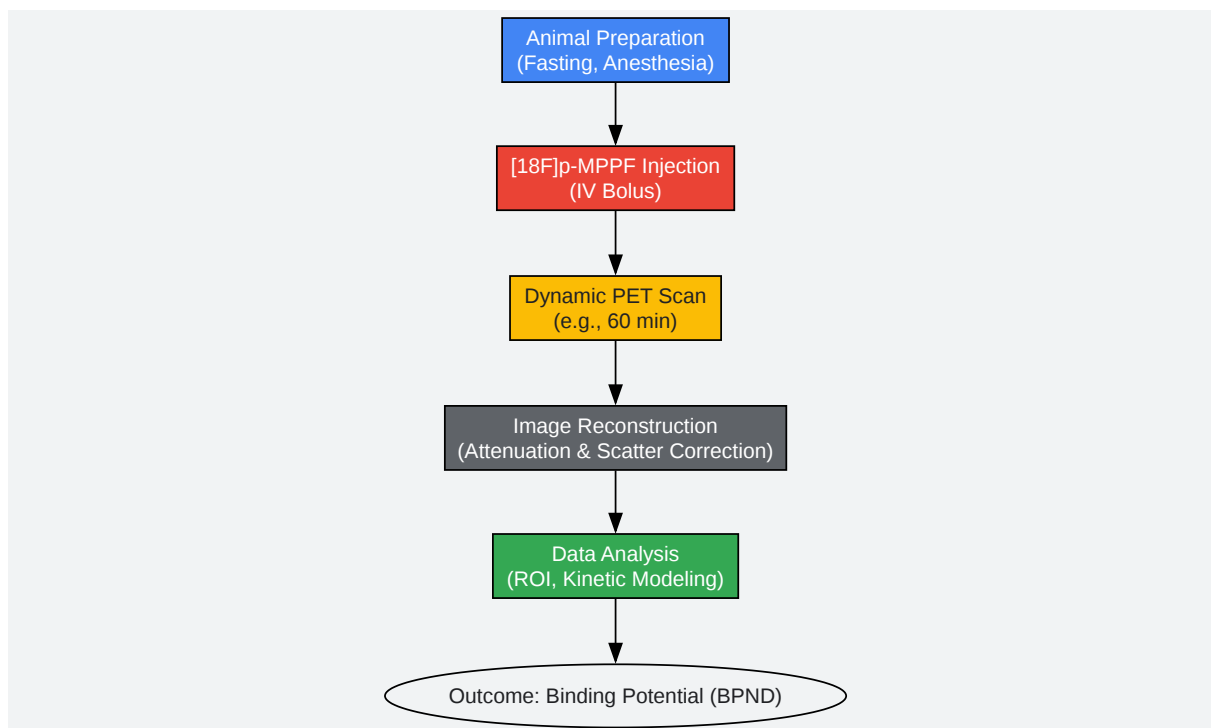 Animal Preparation
(Fasting, Anesthesia)
[18F]p-MPPF Injection
(IV Bolus)
Dynamic PET Scan
(e.g., 60 min)
Image Reconstruction
(Attenuation & Scatter Correction)
Data Analysis
(ROI, Kinetic Modeling)
Outcome: Binding Potential (BPND)